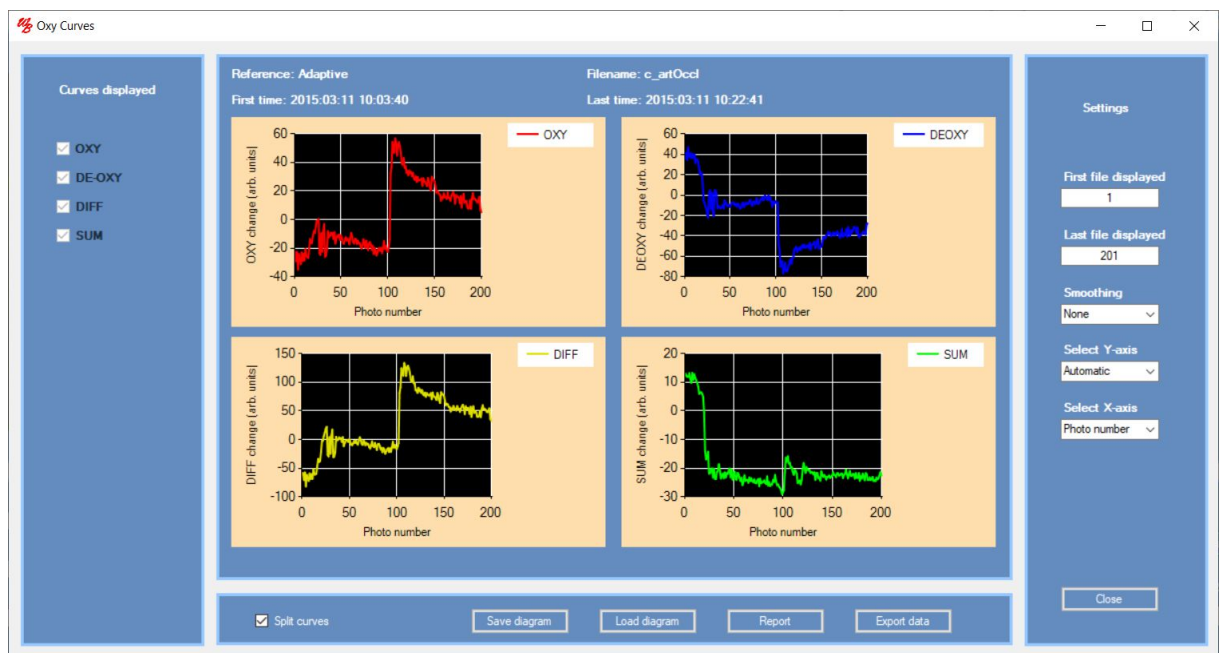 Oxy Curves
Curves displayed
OXY
DE-OXY
DIFF
SUM
Reference: Adaptive
Filename: c_artOccl
First time: 2015:03:11 10:03:40
Last time: 2015:03:11 10:22:41
OXY
OXY change (arb. units)
60
40
20
0
-20
-40
0 50 100 150 200
Photo number
DEOXY
DEOXY change (arb. units)
60
40
20
0
-20
-40
-60
-80
0 50 100 150 200
Photo number
DIFF
DIFF change (arb. units)
150
100
50
0
-50
-100
0 50 100 150 200
Photo number
SUM
SUM change (arb. units)
20
10
0
-10
-20
-30
0 50 100 150 200
Photo number
Split curves
Save diagram
Load diagram
Report
Export data
Settings
First file displayed
1
Last file displayed
201
Smoothing
None
Select Y-axis
Automatic
Select X-axis
Photo number
Close